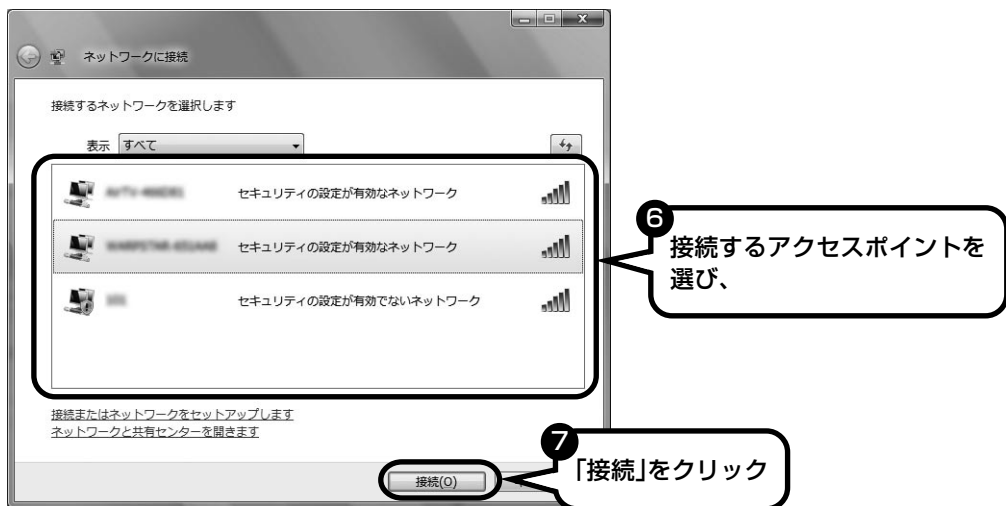 ネットワークに接続
接続するネットワークを選択します
表示 すべて
セキュリティの設定が有効なネットワーク
セキュリティの設定が有効なネットワーク
セキュリティの設定が有効でないネットワーク
6
接続するアクセスポイントを
選び、
接続またはネットワークをセットアップします
ネットワークと共有センターを開きます
7
「接続」をクリック
接続(O)